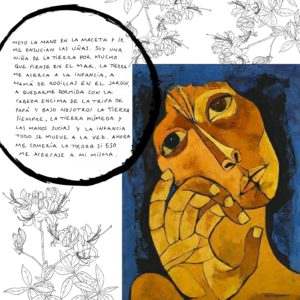 METO LA MANO EN LA MACETA Y SE
ME ENSUCIAN LAS UÑAS. SOY UNA
NIÑA DE LA TIERRA POR MUCHO
QUE PIENSE EN EL MAR. LA TIERRA
ME ACERCA A LA INFANCIA, A
MAMÁ DE RODILLAS EN EL JARDÍN,
A QUEDARME DORMIDA CON LA
CABEZA ENCIMA DE LA TRIPA DE
PAPÁ Y BAJO NOSOTROS LA TIERRA
SIEMPRE, LA TIERRA HÚMEDA Y
LAS MANOS SUCIAS Y LA INFANCIA
TODO SE MUEVE A LA VEZ. AHORA
ME COMERÍA LA TIERRA SI ESO
ME ACERCASE A MI MISMA.